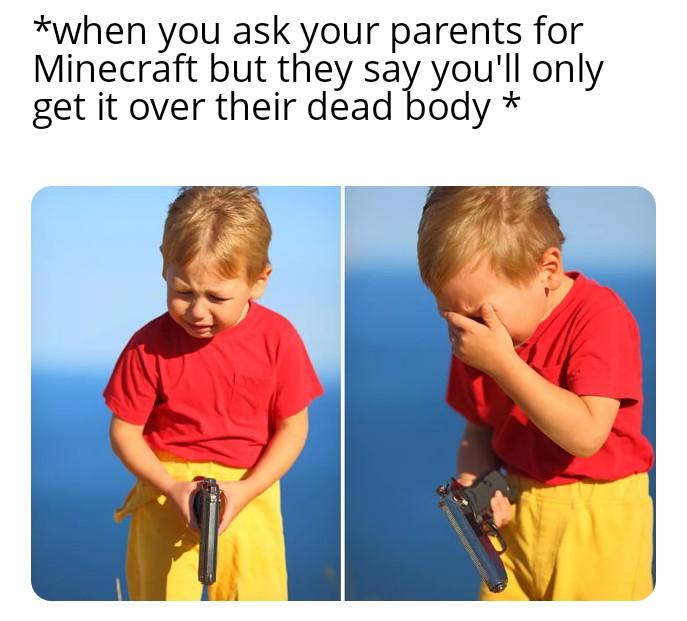 *when you ask your parents for
Minecraft but they say you'll only
get it over their dead body *